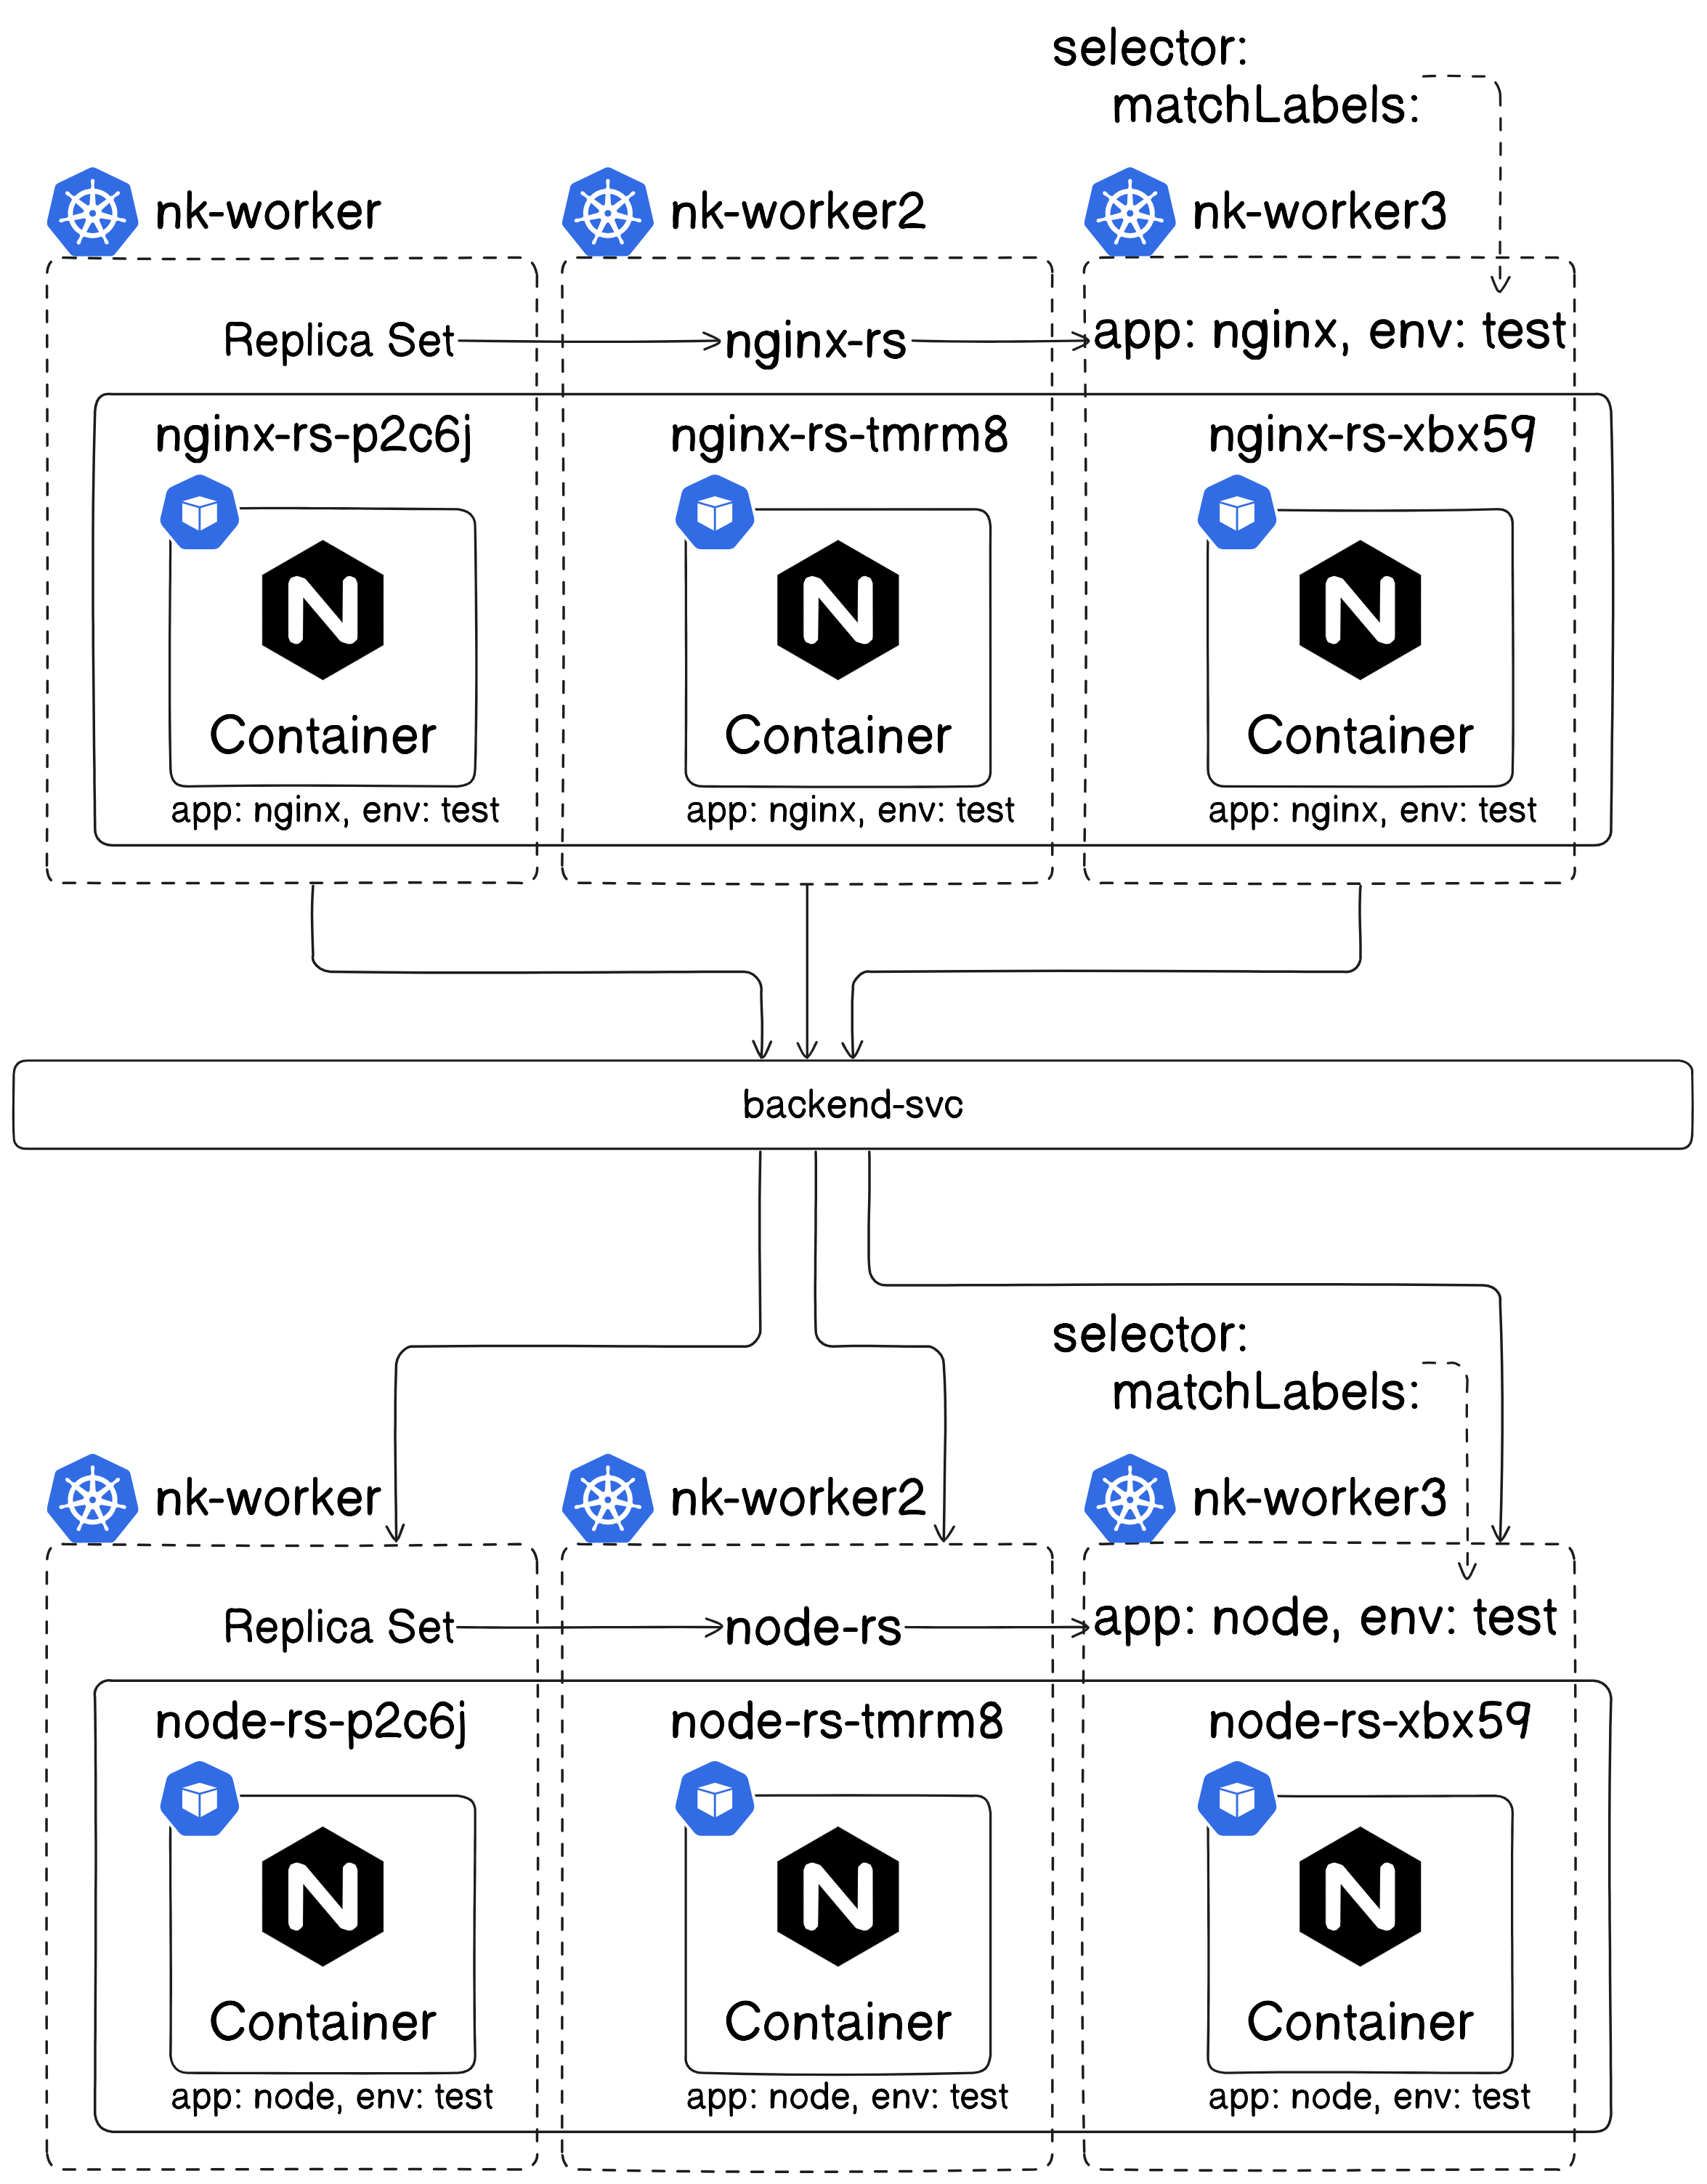 selector:
matchLabels:
nk-worker
nk-worker2
nk-worker3
Replica Set
nginx-rs
app: nginx, env: test
nginx-rs-p2c6j
nginx-rs-tmrm8
nginx-rs-xbx59
N
N
N
Container
Container
Container
app: nginx, env: test
app: nginx, env: test
app: nginx, env: test
backend-svc
selector:
matchLabels:
nk-worker
nk-worker2
nk-worker3
Replica Set
node-rs
app: node, env: test
node-rs-p2c6j
node-rs-tmrm8
node-rs-xbx59
N
N
N
Container
Container
Container
app: node, env: test
app: node, env: test
app: node, env: test